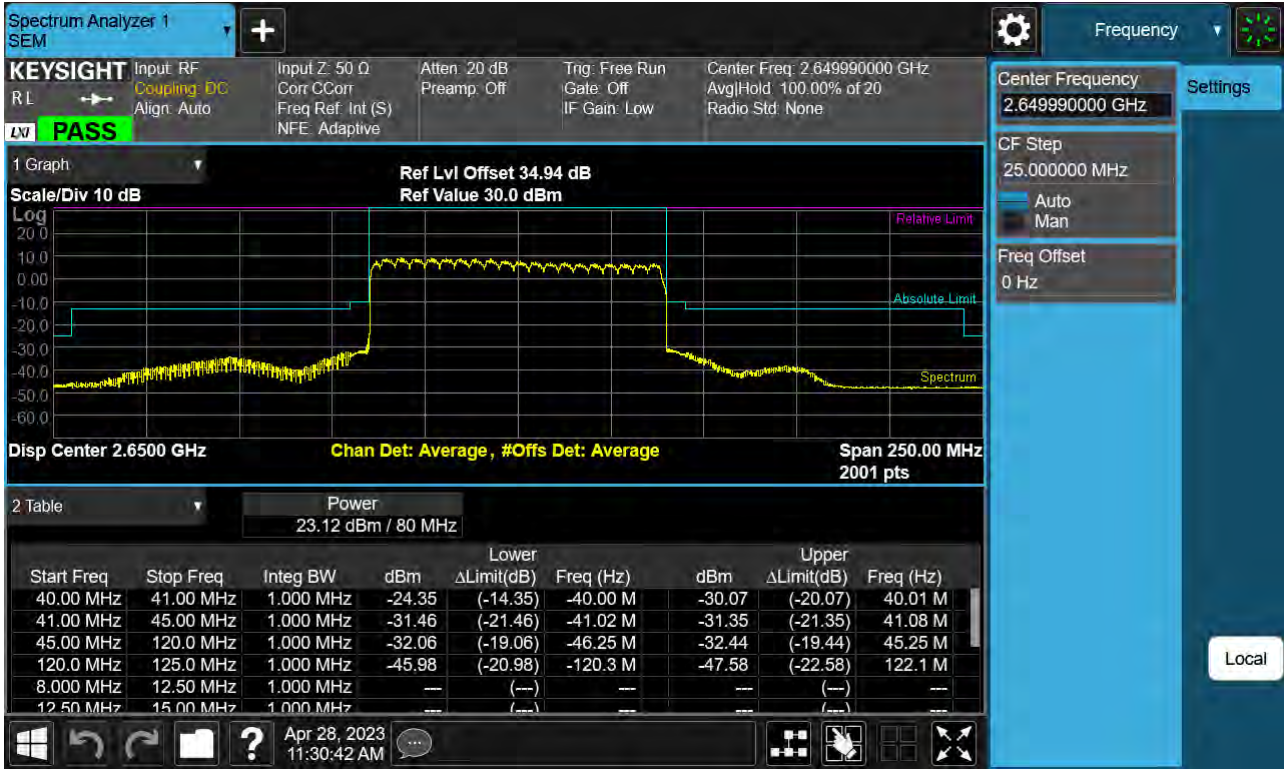 Spectrum Analyzer 1
SEM
Frequency
KEYSIGHT
R L
LXI
PASS
Input: RF
Coupling: DC
Align: Auto
Input Z: 50 Ω
Corr CCorr
Freq Ref: Int (S)
NFE: Adaptive
Atten: 20 dB
Preamp: Off
Trig: Free Run
Gate: Off
IF Gain: Low
Center Freq: 2.649990000 GHz
Avg|Hold: 100.00% of 20
Radio Std: None
Center Frequency
2.649990000 GHz
Settings
CF Step
25.000000 MHz
Auto
Man
Freq Offset
0 Hz
1 Graph
Ref Lvl Offset 34.94 dB
Scale/Div 10 dB
Ref Value 30.0 dBm
Log
Relative Limit
20.0
10.0
0.00
-10.0
Absolute Limit
-20.0
-30.0
-40.0
Spectrum
-50.0
-60.0
Disp Center 2.6500 GHz
Chan Det: Average, #Offs Det: Average
Span 250.00 MHz
2001 pts
2 Table
Power
23.12 dBm / 80 MHz
Lower Upper
Start Freq Stop Freq Integ BW dBm ΔLimit(dB) Freq (Hz) dBm ΔLimit(dB) Freq (Hz)
40.00 MHz 41.00 MHz 1.000 MHz -24.35 (-14.35) -40.00 M -30.07 (-20.07) 40.01 M
41.00 MHz 45.00 MHz 1.000 MHz -31.46 (-21.46) -41.02 M -31.35 (-21.35) 41.08 M
45.00 MHz 120.0 MHz 1.000 MHz -32.06 (-19.06) -46.25 M -32.44 (-19.44) 45.25 M
120.0 MHz 125.0 MHz 1.000 MHz -45.98 (-20.98) -120.3 M -47.58 (-22.58) 122.1 M
8.000 MHz 12.50 MHz 1.000 MHz --- (---) --- --- (---) ---
12.50 MHz 15.00 MHz 1.000 MHz --- (---) --- --- (---) ---
Local
?
Apr 28, 2023
11:30:42 AM